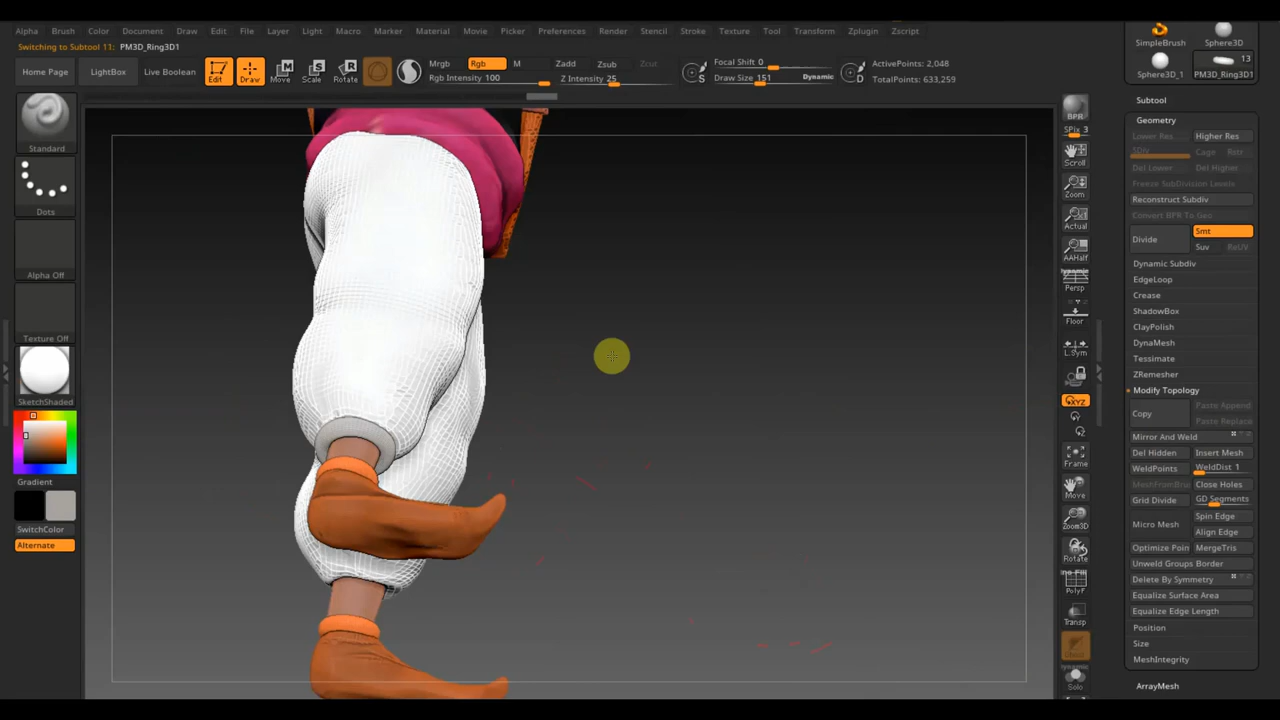 Alpha Brush Color Document Draw Edit File Layer Light Macro Marker Material Movie Picker Preferences Render Stencil Stroke Texture Tool Transform Zplugin Zscript
Switching to Subtool 11: PM3D_Ring3D1
Home Page
LightBox
Live Boolean
Edit
Draw
Move
Scale
Rotate
Mrgb
Rgb
M
Rgb Intensity 100
Zadd
Zsub
Zcut
Z Intensity 25
S
Focal Shift 0
Draw Size 151
Dynamic
D
ActivePoints: 2,048
TotalPoints: 633,259
SimpleBrush
Sphere3D
Sphere3D_1
13
PM3D_Ring3D1
Standard
Dots
Alpha Off
Texture Off
SketchShaded
Gradient
SwitchColor
Alternate
BPR
SPix 3
Scroll
Zoom
Actual
AAHalf
Dynamic
Persp
Floor
L.Sym
XYZ
Frame
Move
Zoom3D
Rotate
PolyF
Transp
Dynamic
Solo
Subtool
Geometry
Lower Res
Higher Res
SDiv
Cage
Rstr
Del Lower
Del Higher
Freeze SubDivision Levels
Reconstruct Subdiv
Convert BPR To Geo
Divide
Smt
Suv
ReUV
Dynamic Subdiv
EdgeLoop
Crease
ShadowBox
ClayPolish
DynaMesh
Tessimate
ZRemesher
Modify Topology
Copy
Paste Append
Paste Replace
Mirror And Weld
Del Hidden
Insert Mesh
WeldPoints
WeldDist 1
MeshFromBrus
Close Holes
Grid Divide
GD Segments
Micro Mesh
Spin Edge
Align Edge
Optimize Poin
MergeTris
Unweld Groups Border
Delete By Symmetry
Equalize Surface Area
Equalize Edge Length
Position
Size
MeshIntegrity
ArrayMesh